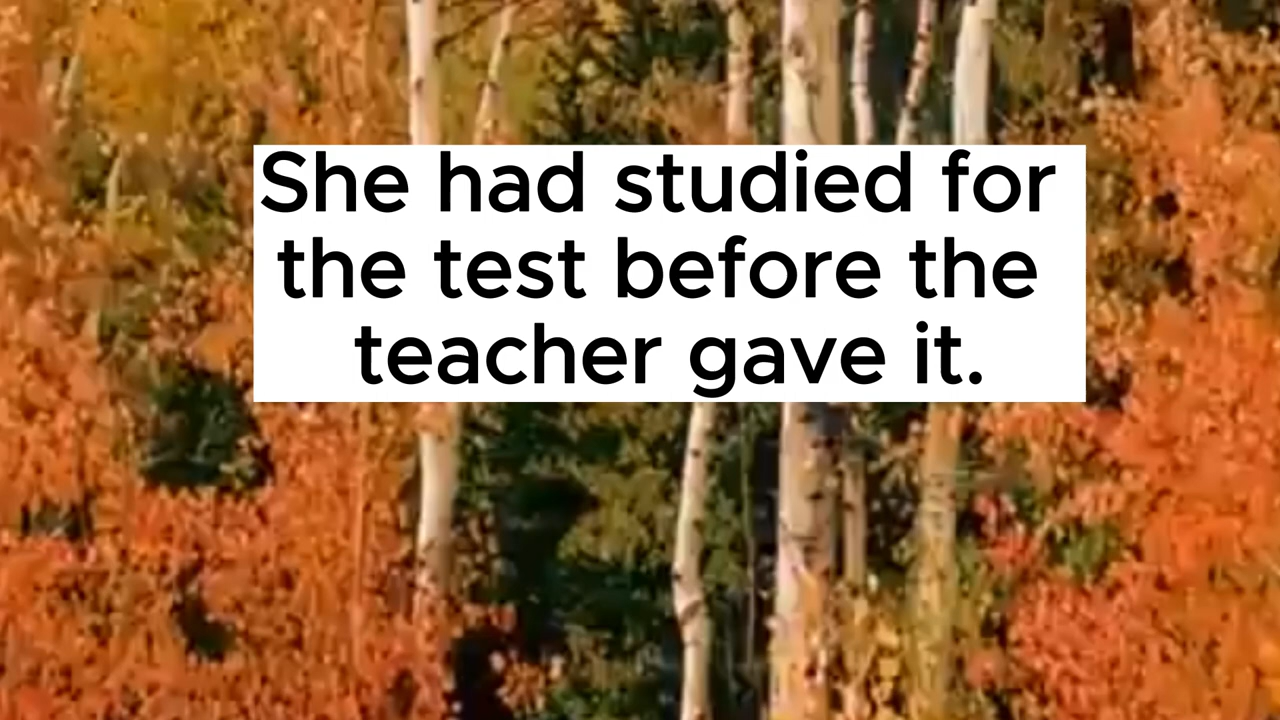 She had studied for
the test before the
teacher gave it.